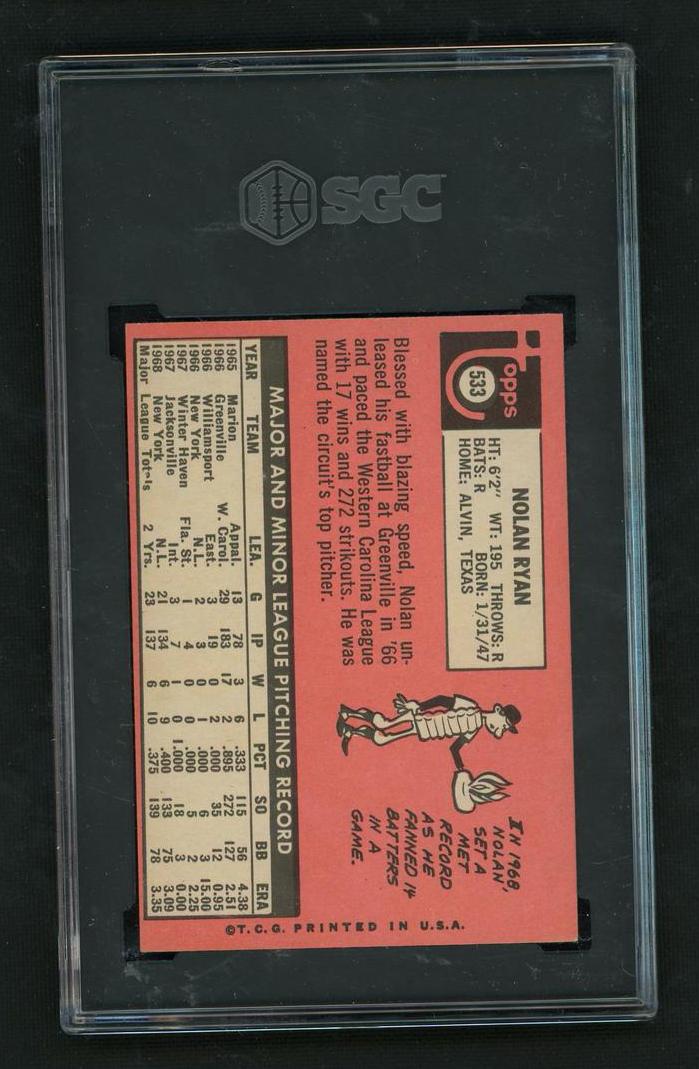 SGC
Topps
533
NOLAN RYAN
HT: 6'2" WT: 195 THROWS: R
BATS: R BORN: 1/31/47
HOME: ALVIN, TEXAS
Blessed with blazing speed, Nolan un-
leased his fastball at Greenville in '66
and paced the Western Carolina League
with 17 wins and 272 strikouts. He was
named the circuit's top pitcher.
IN 1968,
NOLAN
SET A
MET
RECORD
AS HE
FANNED 14
BATTERS
IN A
GAME.
MAJOR AND MINOR LEAGUE PITCHING RECORD
YEAR TEAM LEA. G IP W L PCT SO BB ERA
1965 Marion Appal. 13 78 3 6 .333 115 56 4.38
1966 Greenville W. Carol. 29 183 17 2 .895 272 127 2.51
1966 Williamsport East. 3 19 0 2 .000 35 12 0.95
1966 New York N.L. 2 3 0 1 .000 6 3 15.00
1967 Winter Haven Fla. St. 1 4 0 0 .000 5 2 2.25
1967 Jacksonville Int. 3 7 1 0 1.000 18 3 0.00
1968 New York N.L. 21 134 6 9 .400 133 75 3.09
Major League Tot'ls 2 Yrs. 23 137 6 10 .375 139 78 3.35
©T.C.G. PRINTED IN U.S.A.